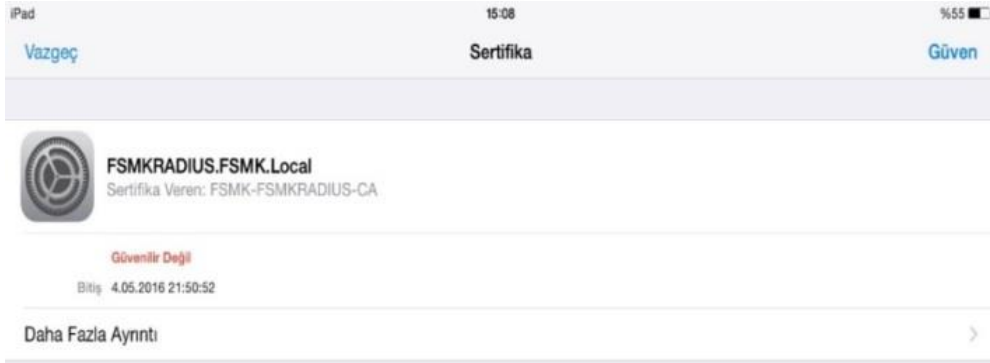 iPad 15:08 %55
Vazgeç Sertifika Güven
FSMKRADIUS.FSMK.Local
Sertifika Veren: FSMK-FSMKRADIUS-CA
Güvenilir Değil
Bitiş 4.05.2016 21:50:52
Daha Fazla Ayrıntı